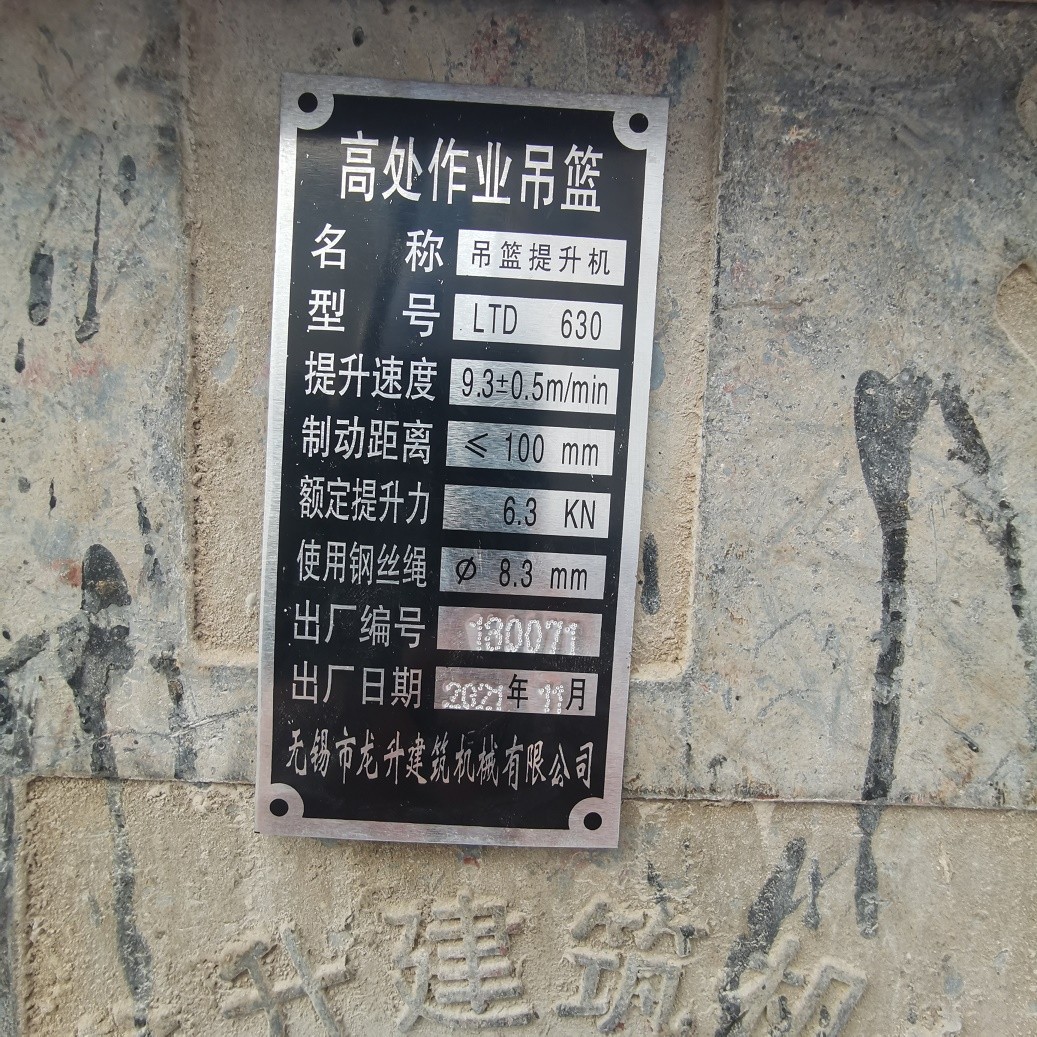 高处作业吊篮
名 称 吊篮提升机
型 号 LTD 630
提升速度 9.3±0.5m/min
制动距离 ≤ 100 mm
额定提升力 6.3 KN
使用钢丝绳 Ø 8.3 mm
出厂编号 180071
出厂日期 2021年 11月
无锡市龙升建筑机械有限公司
升建筑机